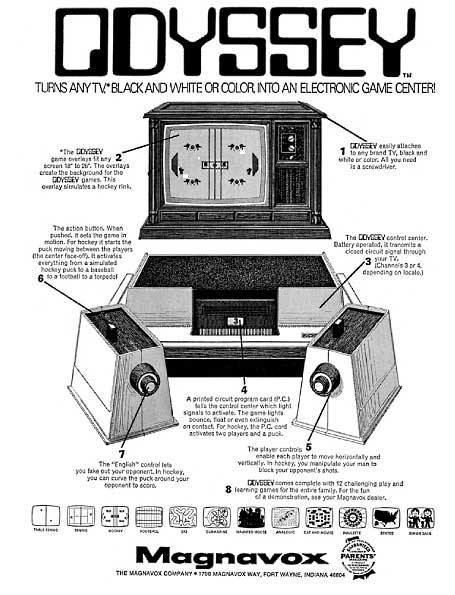 ODYSSEY
TM
TURNS ANY TV,* BLACK AND WHITE OR COLOR, INTO AN ELECTRONIC GAME CENTER!
*The ODYSSEY 2
game overlays fit any
screen 18" to 25". The overlays
create the background for the
ODYSSEY games. This
overlay simulates a hockey rink.
1 ODYSSEY easily attaches
to any brand TV, black and
white or color. All you need
is a screwdriver.
The action button. When
pushed, it sets the game in
motion. For hockey it starts the
puck moving between the players
(the center face-off). It activates
everything from a simulated
hockey puck to a baseball
to a football to a torpedo!
6
The ODYSSEY control center.
Battery operated, it transmits a
closed circuit signal through
3 your TV.
(Channels 3 or 4,
depending on locale.)
4
A printed circuit program card (P.C.)
tells the control center which light
signals to activate. The game lights
bounce, float or even extinguish
on contact. For hockey, the P.C. card
activates two players and a puck.
5
The player controls
enable each player to move horizontally and
vertically. In hockey, you manipulate your man to
block your opponent's shots.
7
The "English" control lets
you fake out your opponent. In hockey,
you can curve the puck around your
opponent to score.
8 ODYSSEY comes complete with 12 challenging play and
learning games for the entire family. For the fun
of a demonstration, see your Magnavox dealer.
TABLE TENNIS TENNIS HOCKEY FOOTBALL SKI SUBMARINE HAUNTED HOUSE ANALOGIC CAT AND MOUSE ROULETTE STATES SIMON SAYS
Magnavox
THE MAGNAVOX COMPANY • 1700 MAGNAVOX WAY, FORT WAYNE, INDIANA 46804
GUARANTEED
PARENTS'